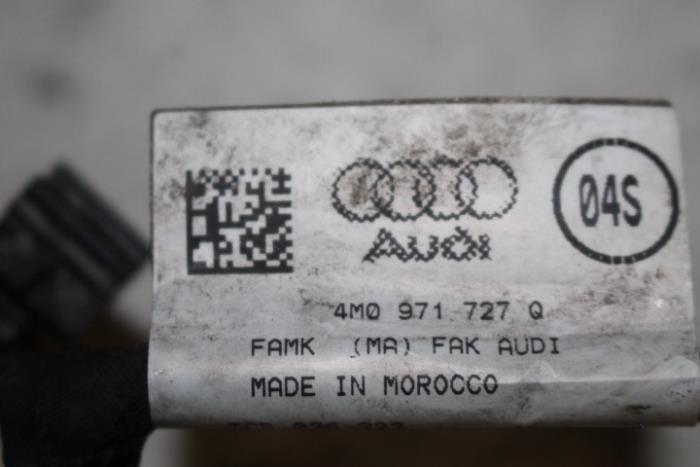 04S
Audi
4M0 971 727 Q
FAMK (MA) FAK AUDI
MADE IN MOROCCO